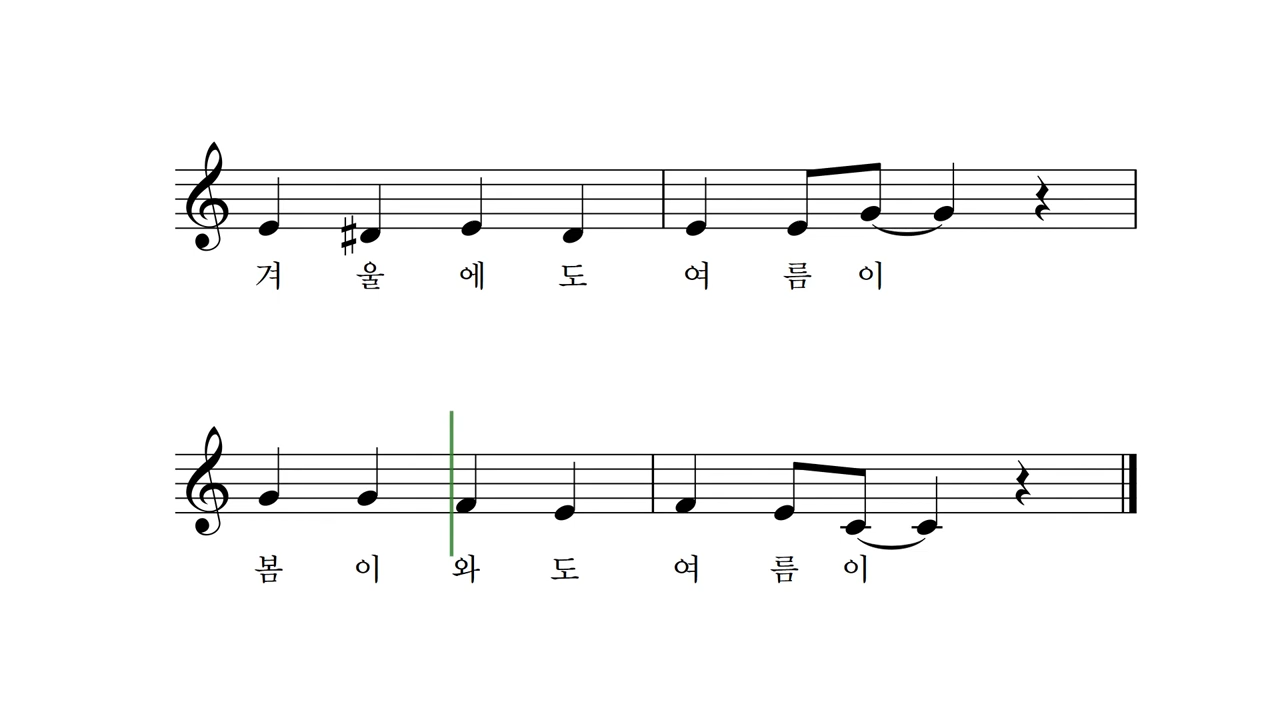 겨 울 에 도 여 름 이
봄 이 와 도 여 름 이